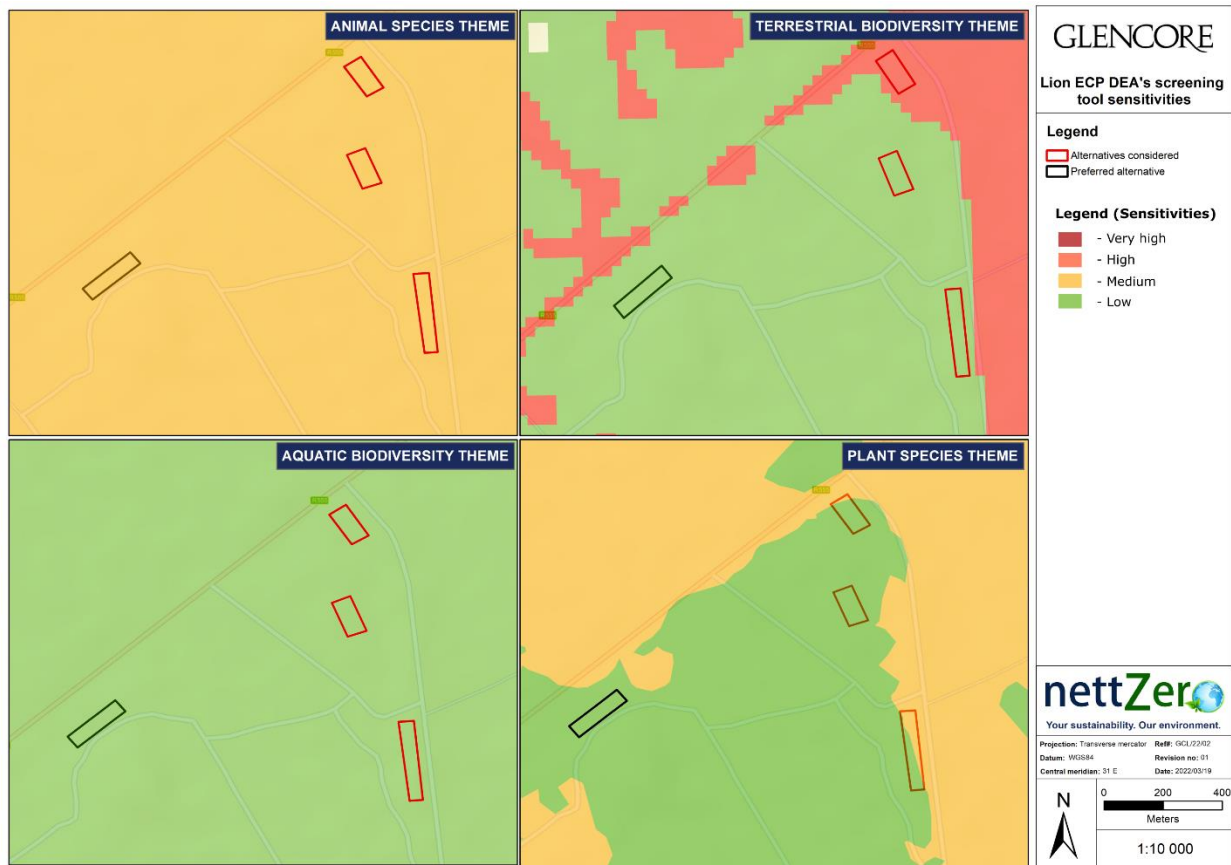 ANIMAL SPECIES THEME
TERRESTRIAL BIODIVERSITY THEME
AQUATIC BIODIVERSITY THEME
PLANT SPECIES THEME
GLENCORE
Lion ECP DEA's screening
tool sensitivities
Legend
Alternatives considered
Preferred alternative
Legend (Sensitivities)
- Very high
- High
- Medium
- Low
nettZero
Your sustainability. Our environment.
Projection: Transverse mercator Ref#: GCL/22/02
Datum: WGS84 Revision no: 01
Central meridian: 31 E Date: 2022/03/19
N
0 200 400
Meters
1:10 000